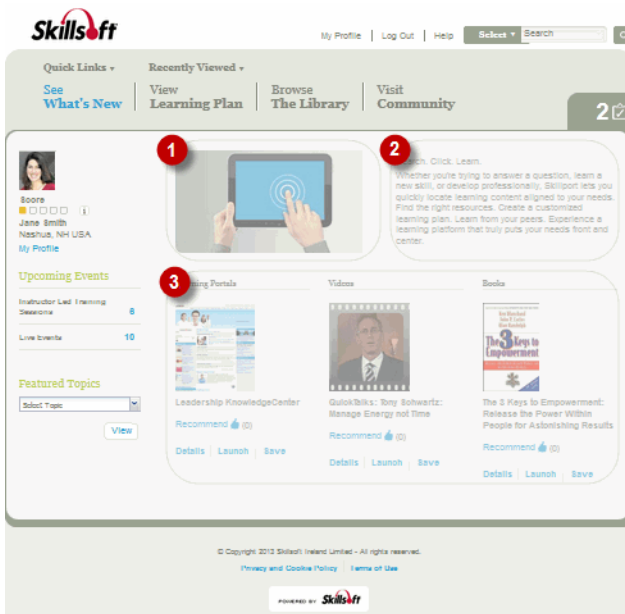 Skillsoft
My Profile | Log Out | Help Select Search
Quick Links Recently Viewed
See What's New
View Learning Plan
Browse The Library
Visit Community
2
1
2
Score
Jane Smith
Nashua, NH USA
My Profile
Upcoming Events
Instructor Led Training Sessions 6
Live Events 10
Featured Topics
Select Topic
View
Click. Learn.
Whether you're trying to answer a question, learn a
new skill, or develop professionally, Skillport lets you
quickly locate learning content aligned to your needs.
Find the right resources. Create a customized
learning plan. Learn from your peers. Experience a
learning platform that truly puts your needs front and
center.
3
Portals
Videos
Books
The 3 Keys to
Empowerment
Leadership KnowledgeCenter
Recommend (0)
Details | Launch | Save
QuickTalks: Tony Schwartz:
Manage Energy not Time
Recommend (0)
Details | Launch | Save
The 3 Keys to Empowerment:
Release the Power Within
People for Astonishing Results
Recommend (0)
Details | Launch | Save
© Copyright 2013 Skillsoft Ireland Limited - All rights reserved.
Privacy and Cookie Policy | Terms of Use
POWERED BY Skillsoft